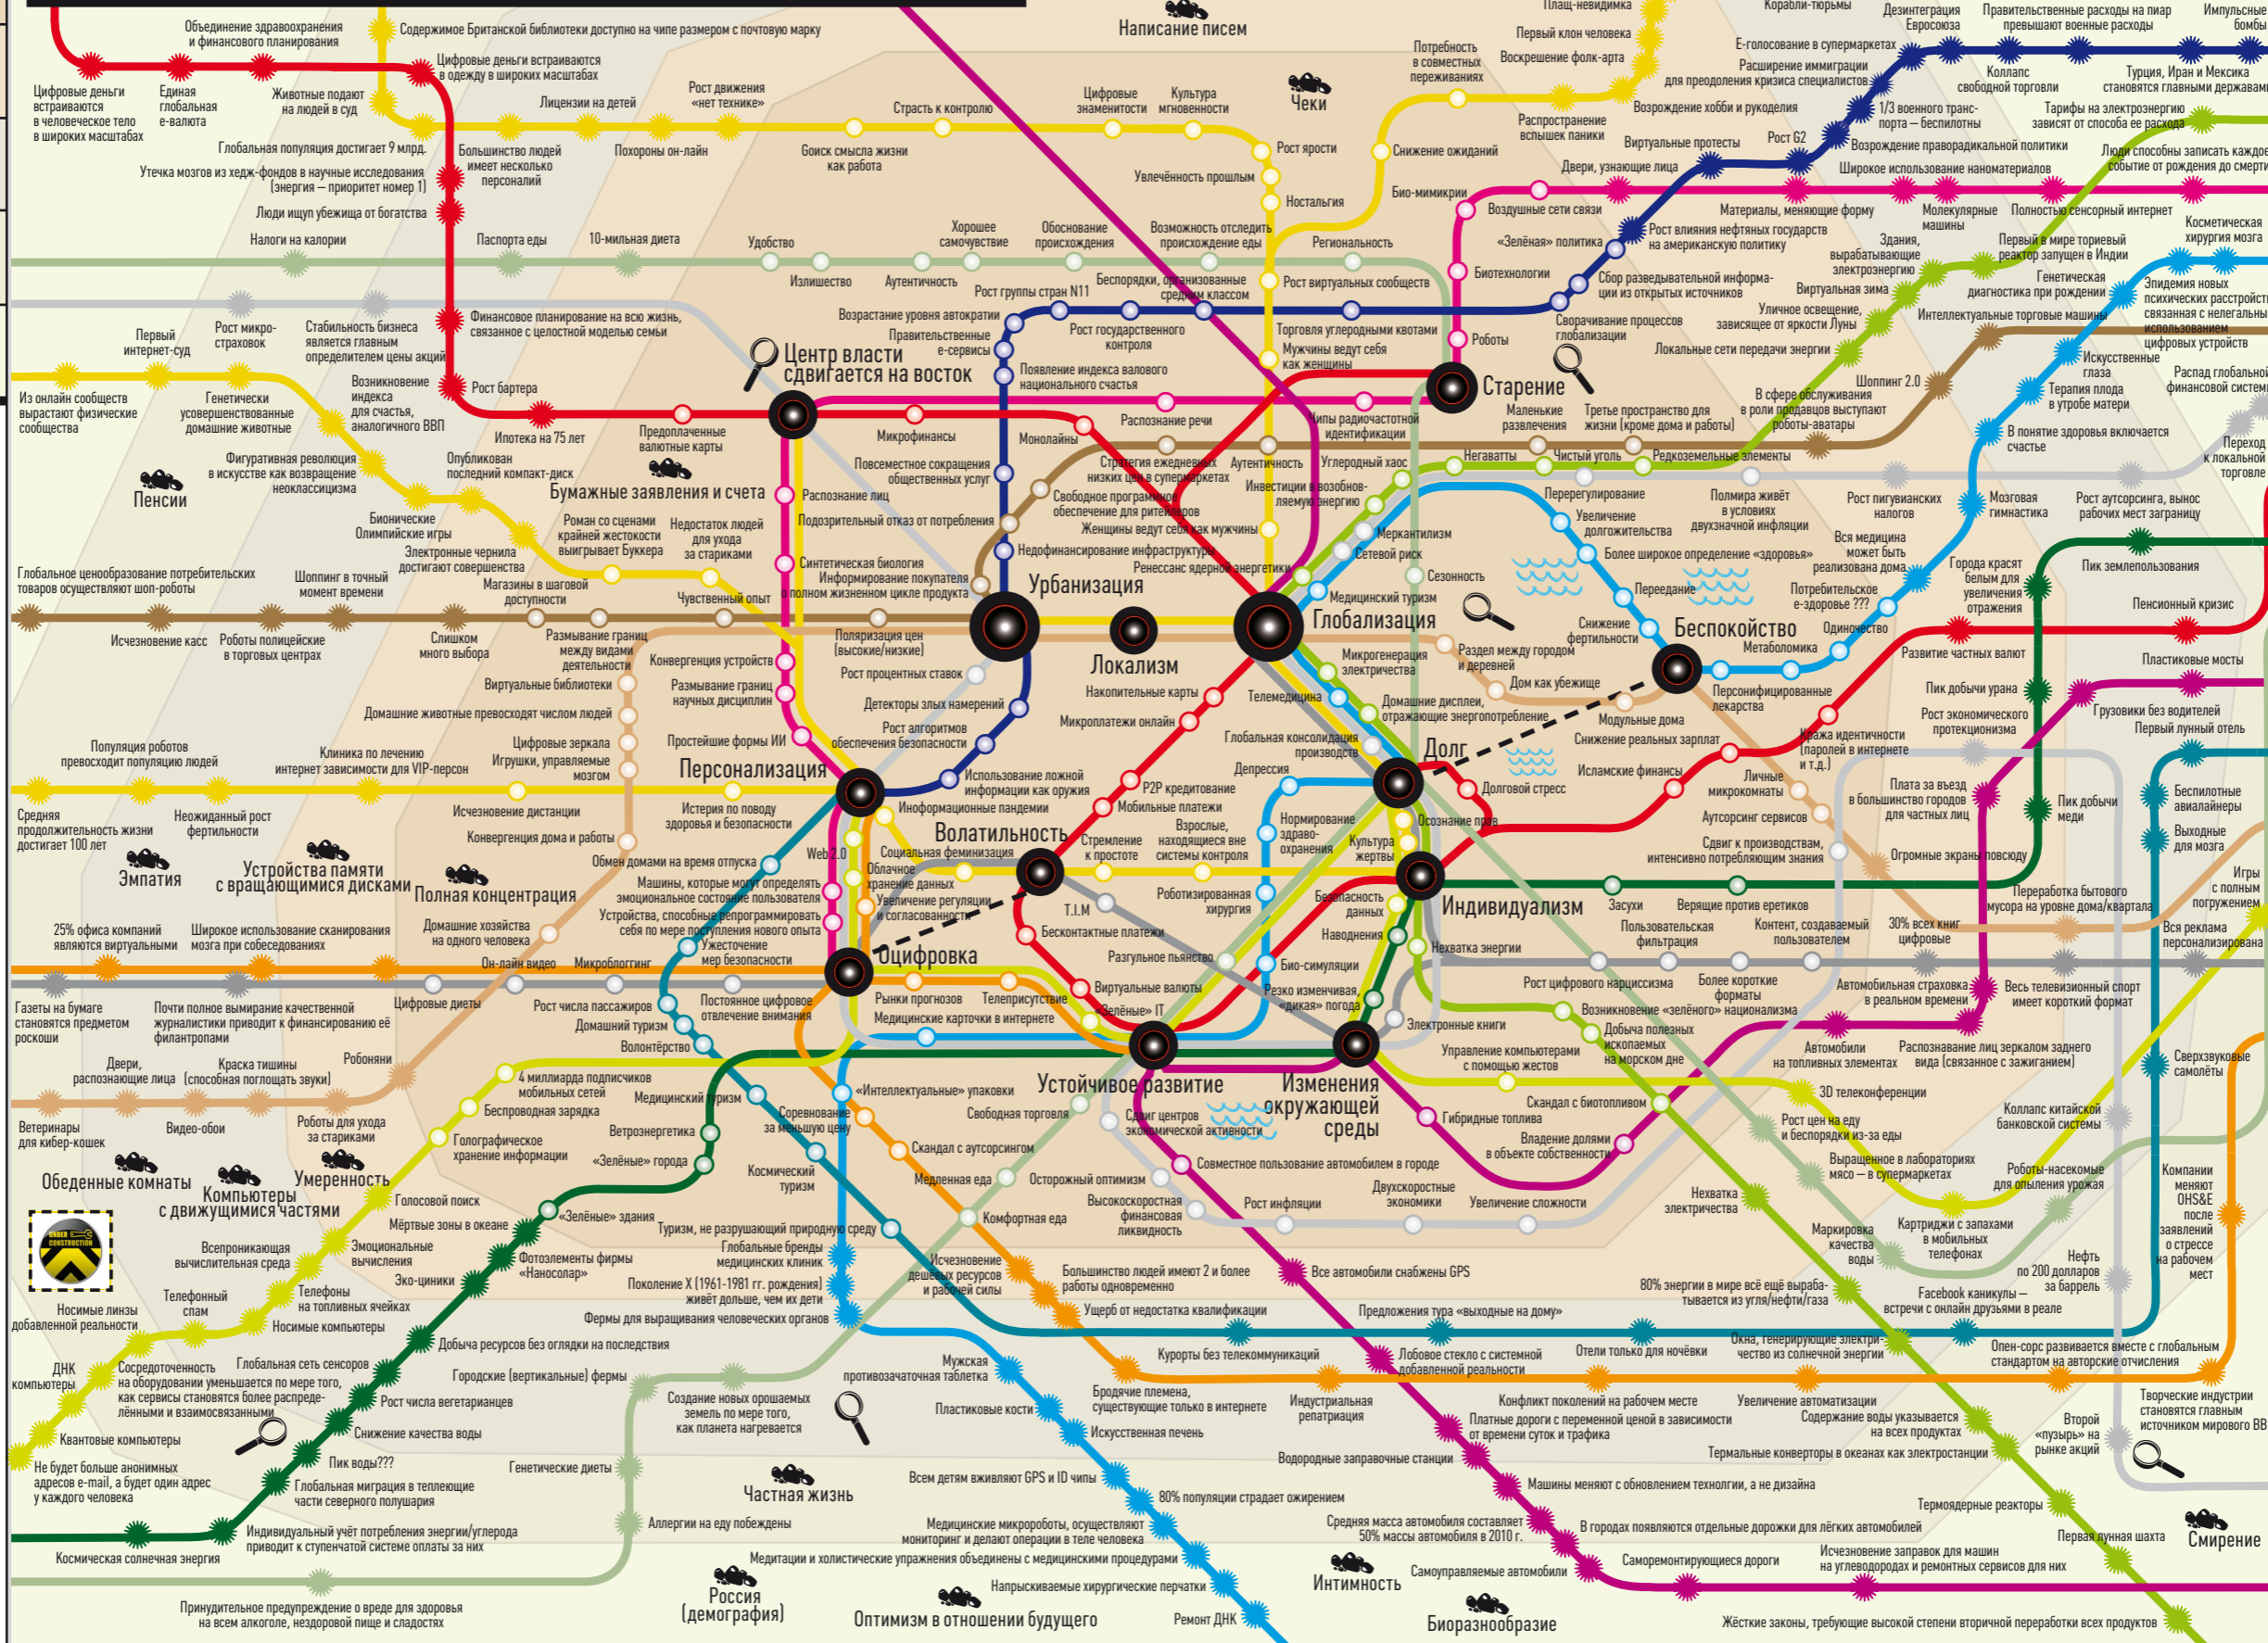 Написание писем
Плащ-невидимка
Корабли-тюрьмы
Дезинтеграция
Евросоюза
Правительственные расходы на пиар
превышают военные расходы
Импульсные
бомбы
Объединение здравоохранения
и финансового планирования
Содержимое Британской библиотеки доступно на чипе размером с почтовую марку
Первый клон человека
Воскрешение фолк-арта
Потребность
в совместных
переживаниях
Е-голосование в супермаркетах
Расширение иммиграции
для преодоления кризиса специалистов
Коллапс
свободной торговли
Турция, Иран и Мексика
становятся главными державами
Цифровые деньги встраиваются
в одежду в широких масштабах
Цифровые деньги
встраиваются
в человеческое тело
в широких масштабах
Единая
глобальная
е-валюта
Животные подают
на людей в суд
Лицензии на детей
Рост движения
«нет технике»
Страсть к контролю
Цифровые
знаменитости
Культура
мгновенности
Чеки
Возрождение хобби и рукоделия
1/3 военного транс-
порта – беспилотны
Тарифы на электроэнергию
зависят от способа ее расхода
Распространение
вспышек паники
Виртуальные протесты
Рост G2
Возрождение праворадикальной политики
Глобальная популяция достигает 9 млрд.
Большинство людей
имеет несколько
персоналий
Похороны он-лайн
Gоиск смысла жизни
как работа
Рост ярости
Снижение ожиданий
Двери, узнающие лица
Широкое использование наноматериалов
Люди способны записать каждое
событие от рождения до смерти
Утечка мозгов из хедж-фондов в научные исследования
(энергия – приоритет номер 1)
Увлечённость прошлым
Ностальгия
Био-мимикрии
Воздушные сети связи
Материалы, меняющие форму
Молекулярные
машины
Полностью сенсорный интернет
Косметическая
хирургия мозга
Люди ищуп убежища от богатства
Налоги на калории
Паспорта еды
10-мильная диета
Удобство
Излишество
Аутентичность
Хорошее
самочувствие
Обоснование
происхождения
Возможность отследить
происхождение еды
Региональность
«Зелёная» политика
Рост влияния нефтяных государств
на американскую политику
Здания,
вырабатывающие
электроэнергию
Первый в мире ториевый
реактор запущен в Индии
Рост группы стран N11
Беспорядки, организованные
средним классом
Рост виртуальных сообществ
Биотехнологии
Сбор разведывательной информа-
ции из открытых источников
Виртуальная зима
Генетическая
диагностика при рождении
Эпидемия новых
психических расстройств
связанная с нелегальны
использованием
цифровых устройств
Первый
интернет-суд
Рост микро-
страховок
Стабильность бизнеса
является главным
определителем цены акций
Финансовое планирование на всю жизнь,
связанное с целостной моделью семьи
Возрастание уровня автократии
Правительственные
е-сервисы
Рост государственного
контроля
Торговля углеродными квотами
Мужчины ведут себя
как женщины
Роботы
Сворачивание процессов
глобализации
Уличное освещение,
зависящее от яркости Луны
Локальные сети передачи энергии
Интеллектуальные торговые машины
Искусственные
глаза
Центр власти
сдвигается на восток
Появление индекса валового
национального счастья
Старение
Шоппинг 2.0
Терапия плода
в утробе матери
Распад глобальной
финансовой системы
Из онлайн сообществ
вырастают физические
сообщества
Генетически
усовершенствованные
домашние животные
Возникновение
индекса
для счастья,
аналогичного ВВП
Рост бартера
Ипотека на 75 лет
Предоплаченные
валютные карты
Микрофинансы
Монолайны
Распознание речи
Чипы радиочастотной
идентификации
Маленькие
развлечения
Третье пространство для
жизни (кроме дома и работы)
В сфере обслуживания
в роли продавцов выступают
роботы-аватары
В понятие здоровья включается
счастье
Переход
к локальной
торговле
Пенсии
Фигуративная революция
в искусстве как возвращение
неоклассицизма
Опубликован
последний компакт-диск
Бумажные заявления и счета
Распознание лиц
Повсеместное сокращения
общественных услуг
Стратегия ежедневных
низких цен в супермаркетах
Аутентичность
Углеродный хаос
Инвестиции в возобнов-
ляемую энергию
Негаватты
Чистый уголь
Редкоземельные элементы
Перерегулирование
Полмира живёт
в условиях
двухзначной инфляции
Рост пигувианских
налогов
Мозговая
гимнастика
Рост аутсорсинга, вынос
рабочих мест заграницу
Бионические
Олимпийские игры
Роман со сценами
крайней жестокости
выигрывает Буккера
Недостаток людей
для ухода
за стариками
Подозрительный отказ от потребления
Свободное программное
обеспечение для ритейлеров
Женщины ведут себя как мужчины
Меркантилизм
Сетевой риск
Увеличение
долгожительства
Более широкое определение «здоровья»
Вся медицина
может быть
реализована дома
Города красят
белым для
увеличения
отражения
Пик землепользования
Электронные чернила
достигают совершенства
Синтетическая биология
Недофинансирование инфраструктуры
Ренессанс ядерной энергетики
Глобальное ценообразование потребительских
товаров осуществляют шоп-роботы
Шоппинг в точный
момент времени
Магазины в шаговой
доступности
Чувственный опыт
Информирование покупателя
о полном жизненном цикле продукта
Урбанизация
Медицинский туризм
Глобализация
Сезонность
Переедание
Потребительское
е-здоровье ???
Пенсионный кризис
Исчезновение касс
Роботы полицейские
в торговых центрах
Слишком
много выбора
Размывание границ
между видами
деятельности
Поляризация цен
(высокие/низкие)
Локализм
Снижение
фертильности
Беспокойство
Одиночество
Метаболомика
Развитие частных валют
Конвергенция устройств
Рост процентных ставок
Микрогенерация
электричества
Раздел между городом
и деревней
Дом как убежище
Пластиковые мосты
Виртуальные библиотеки
Размывание границ
научных дисциплин
Детекторы злых намерений
Накопительные карты
Телемедицина
Домашние дисплеи,
отражающие энергопотребление
Модульные дома
Персонифицированные
лекарства
Пик добычи урана
Грузовики без водителей
Домашние животные превосходят числом людей
Микроплатежи онлайн
Рост экономического
протекционизма
Первый лунный отель
Популяция роботов
превосходит популяцию людей
Клиника по лечению
интернет зависимости для VIP-персон
Цифровые зеркала
Игрушки, управляемые
мозгом
Простейшие формы ИИ
Рост алгоритмов
обеспечения безопасности
Глобальная консолидация
производств
Долг
Снижение реальных зарплат
Кража идентичности
(паролей в интернете
и т.д.)
Персонализация
Использование ложной
информации как оружия
Депрессия
P2P кредитование
Долговой стресс
Исламские финансы
Личные
микрокомнаты
Плата за въезд
в большинство городов
для частных лиц
Пик добычи
меди
Беспилотные
авиалайнеры
Средняя
продолжительность жизни
достигает 100 лет
Неожиданный рост
фертильности
Исчезновение дистанции
Истерия по поводу
здоровья и безопасности
Иноформационные пандемии
Мобильные платежи
Осознание прав
Аутсорсинг сервисов
Выходные
для мозга
Эмпатия
Устройства памяти
с вращающимися дисками
Конвергенция дома и работы
Волатильность
Стремление
к простоте
Взрослые,
находящиеся вне
системы контроля
Нормирование
здраво-
охранения
Культура
жертвы
Сдвиг к производствам,
интенсивно потребляющим знания
Огромные экраны повсюду
Обмен домами на время отпуска
Web 2.0
Социальная феминизация
Облачное
хранение данных
Полная концентрация
Машины, которые могут определять
эмоциональное состояние пользователя
Увеличение регуляции
и согласованности
Т.I.М
Роботизированная
хирургия
Безопасность
данных
Индивидуализм
Засухи
Верящие против еретиков
Переработка бытового
мусора на уровне дома/квартала
Игры
с полным
погружением
Устройства, способные репрограммировать
себя по мере поступления нового опыта
25% офиса компаний
являются виртуальными
Широкое использование сканирования
мозга при собеседованиях
Домашние хозяйства
на одного человека
Ужесточение
мер безопасности
Бесконтактные платежи
Наводнения
Нехватка энергии
Пользовательская
фильтрация
Контент, создаваемый
пользователем
30% всех книг
цифровые
Вся реклама
персонализирована
Он-лайн видео
Микроблоггинг
Оцифровка
Разгульное пьянство
Био-симуляции
Газеты на бумаге
становятся предметом
роскоши
Почти полное вымирание качественной
журналистики приводит к финансированию её
филантропами
Цифровые диеты
Рост числа пассажиров
Постоянное цифровое
отвлечение внимания
Рынки прогнозов
Телеприсутствие
Виртуальные валюты
Резко изменчивая,
«дикая» погода
Рост цифрового нарциссизма
Более короткие
форматы
Автомобильная страховка
в реальном времени
Весь телевизионный спорт
имеет короткий формат
Домашний туризм
Медицинские карточки в интернете
«Зелёные» IT
Электронные книги
Возникновение «зелёного» национализма
Волонтёрство
Добыча полезных
ископаемых
на морском дне
Двери,
распознающие лица
Краска тишины
(способная поглощать звуки)
Робоняни
4 миллиарда подписчиков
мобильных сетей
Устойчивое развитие
Изменения
окружающей
среды
Управление компьютерами
с помощью жестов
Автомобили
на топливных элементах
Распознавание лиц зеркалом заднего
вида (связанное с зажиганием)
Сверхзвуковые
самолёты
Ветеринары
для кибер-кошек
Видео-обои
Роботы для ухода
за стариками
Беспроводная зарядка
Медицинский туризм
«Интеллектуальные» упаковки
Свободная торговля
Сдвиг центров
экономической активности
Гибридные топлива
Скандал с биотопливом
3D телеконференции
Рост цен на еду
и беспорядки из-за еды
Коллапс китайской
банковской системы
Голографическое
хранение информации
Ветроэнергетика
Соревнование
за меньшую цену
Скандал с аутсорсингом
Владение долями
в объекте собственности
Обеденные комнаты
Компьютеры
с движущимися частями
Умеренность
«Зелёные» города
Космический
туризм
Медленная еда
Осторожный оптимизм
Совместное пользование автомобилем в городе
Выращенное в лабораториях
мясо – в супермаркетах
Роботы-насекомые
для опыления урожая
Компании
меняют
OHS&E
после
заявлений
о стрессе
на рабочем
мест
Голосовой поиск
«Зелёные» здания
Комфортная еда
Высокоскоростная
финансовая
ликвидность
Рост инфляции
Двухскоростные
экономики
Увеличение сложности
Нехватка
электричества
UNDER
CONSTRUCTION
Мёртвые зоны в океане
Туризм, не разрушающий природную среду
Маркировка
качества
воды
Картриджи с запахами
в мобильных
телефонах
Всепроникающая
вычислительная среда
Эмоциональные
вычисления
Фотоэлементы фирмы
«Наносолар»
Глобальные бренды
медицинских клиник
Исчезновение
дешёвых ресурсов
и рабочей силы
Большинство людей имеют 2 и более
работы одновременно
Все автомобили снабжены GPS
Нефть
по 200 долларов
за баррель
Эко-циники
Поколение X (1961-1981 гг. рождения)
живёт дольше, чем их дети
80% энергии в мире всё ещё выраба-
тывается из угля/нефти/газа
Facebook каникулы –
встречи с онлайн друзьями в реале
Носимые линзы
добавленной реальности
Телефонный
спам
Телефоны
на топливных ячейках
Носимые компьютеры
Фермы для выращивания человеческих органов
Ущерб от недостатка квалификации
Предложения тура «выходные на дому»
Добыча ресурсов без оглядки на последствия
Курорты без телекоммуникаций
Лобовое стекло с системной
добавленной реальности
Отели только для ночёвки
Окна, генерирующие электри-
чество из солнечной энергии
Опен-сорс развивается вместе с глобальным
стандартом на авторские отчисления
ДНК
компьютеры
Сосредоточенность
на оборудовании уменьшается по мере того,
как сервисы становятся более распреде-
лёнными и взаимосвязанными
Глобальная сеть сенсоров
Городские (вертикальные) фермы
Мужская
противозачаточная таблетка
Рост числа вегетарианцев
Создание новых орошаемых
земель по мере того,
как планета нагревается
Пластиковые кости
Бродячие племена,
существующие только в интернете
Индустриальная
репатриация
Конфликт поколений на рабочем месте
Увеличение автоматизации
Творческие индустрии
становятся главным
источником мирового ВВ
Квантовые компьютеры
Снижение качества воды
Искусственная печень
Платные дороги с переменной ценой в зависимости
от времени суток и трафика
Содержание воды указывается
на всех продуктах
Второй
«пузырь» на
рынке акций
Не будет больше анонимных
адресов e-mail, а будет один адрес
у каждого человека
Пик воды???
Генетические диеты
Водородные заправочные станции
Термальные конверторы в океанах как электростанции
Глобальная миграция в теплеющие
части северного полушария
Частная жизнь
Всем детям вживляют GPS и ID чипы
Машины меняют с обновлением технолгии, а не дизайна
80% популяции страдает ожирением
Термоядерные реакторы
Индивидуальный учёт потребления энергии/углерода
приводит к ступенчатой системе оплаты за них
Аллергии на еду побеждены
Медицинские микророботы, осуществляют
мониторинг и делают операции в теле человека
Средняя масса автомобиля составляет
50% массы автомобиля в 2010 г.
В городах появляются отдельные дорожки для лёгких автомобилей
Первая лунная шахта
Смирение
Космическая солнечная энергия
Медитации и холистические упражнения объединены с медицинскими процедурами
Саморемонтирующиеся дороги
Исчезновение заправок для машин
на углеводородах и ремонтных сервисов для них
Россия
(демография)
Напрыскиваемые хирургические перчатки
Интимность
Самоуправляемые автомобили
Принудительное предупреждение о вреде для здоровья
на всем алкоголе, нездоровой пище и сладостях
Оптимизм в отношении будущего
Ремонт ДНК
Биоразнообразие
Жёсткие законы, требующие высокой степени вторичной переработки всех продуктов